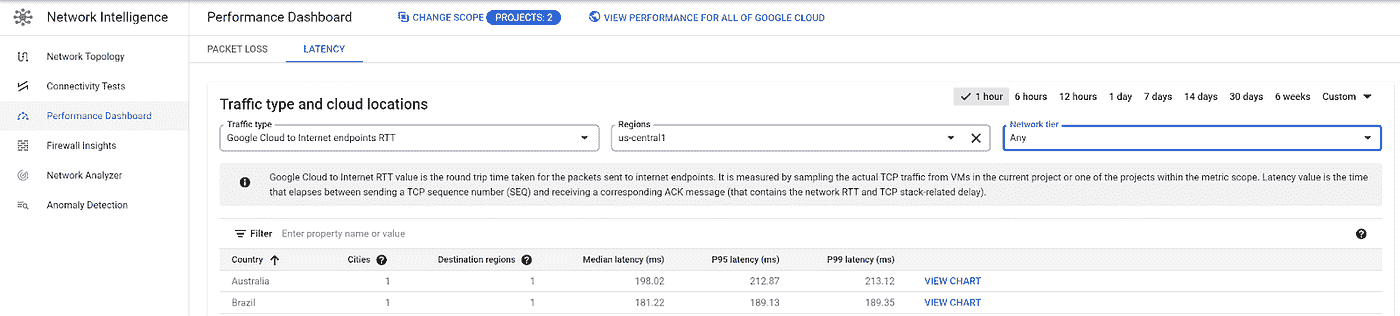 Network Intelligence
Performance Dashboard
CHANGE SCOPE
PROJECTS: 2
VIEW PERFORMANCE FOR ALL OF GOOGLE CLOUD
Network Topology
Connectivity Tests
Performance Dashboard
Firewall Insights
Network Analyzer
Anomaly Detection
PACKET LOSS
LATENCY
Traffic type and cloud locations
1 hour 6 hours 12 hours 1 day 7 days 14 days 30 days 6 weeks Custom
Traffic type
Google Cloud to Internet endpoints RTT
Regions
us-central1
Network tier
Any
Google Cloud to Internet RTT value is the round trip time taken for the packets sent to internet endpoints. It is measured by sampling the actual TCP traffic from VMs in the current project or one of the projects within the metric scope. Latency value is the time
that elapses between sending a TCP sequence number (SEQ) and receiving a corresponding ACK message (that contains the network RTT and TCP stack-related delay).
Filter Enter property name or value
Country Cities Destination regions Median latency (ms) P95 latency (ms) P99 latency (ms)
Australia 1 1 198.02 212.87 213.12 VIEW CHART
Brazil 1 1 181.22 189.13 189.35 VIEW CHART